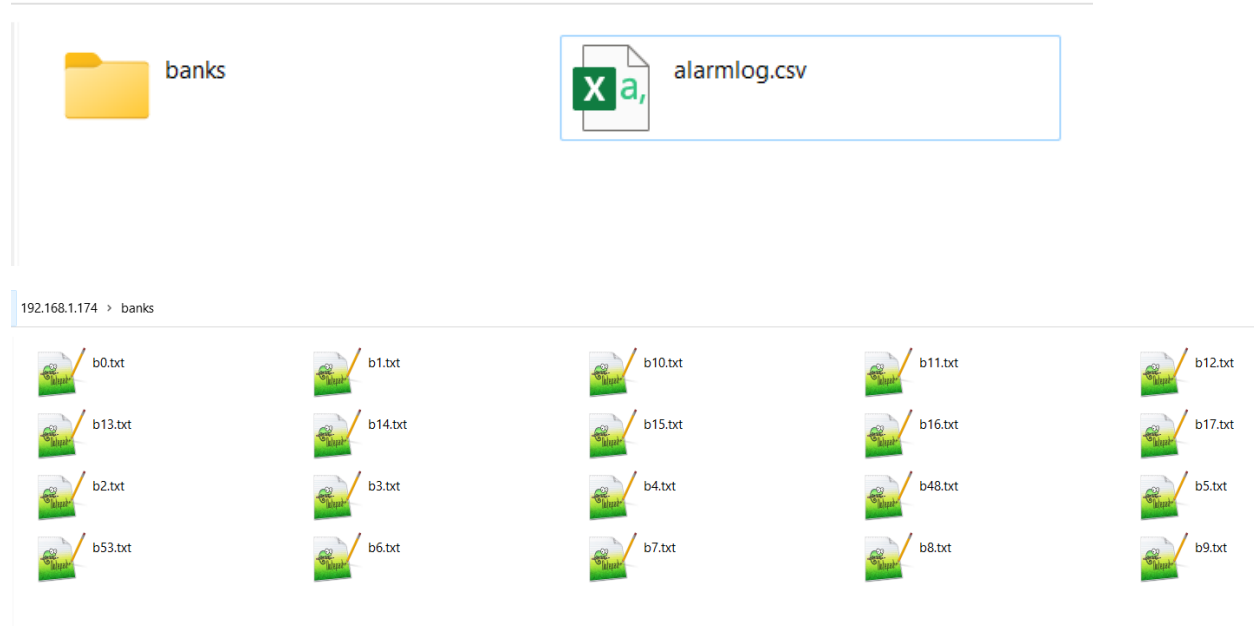 banks
X a,
alarmlog.csv
192.168.1.174 > banks
b0.txt b1.txt b10.txt b11.txt b12.txt
b13.txt b14.txt b15.txt b16.txt b17.txt
b2.txt b3.txt b4.txt b48.txt b5.txt
b53.txt b6.txt b7.txt b8.txt b9.txt